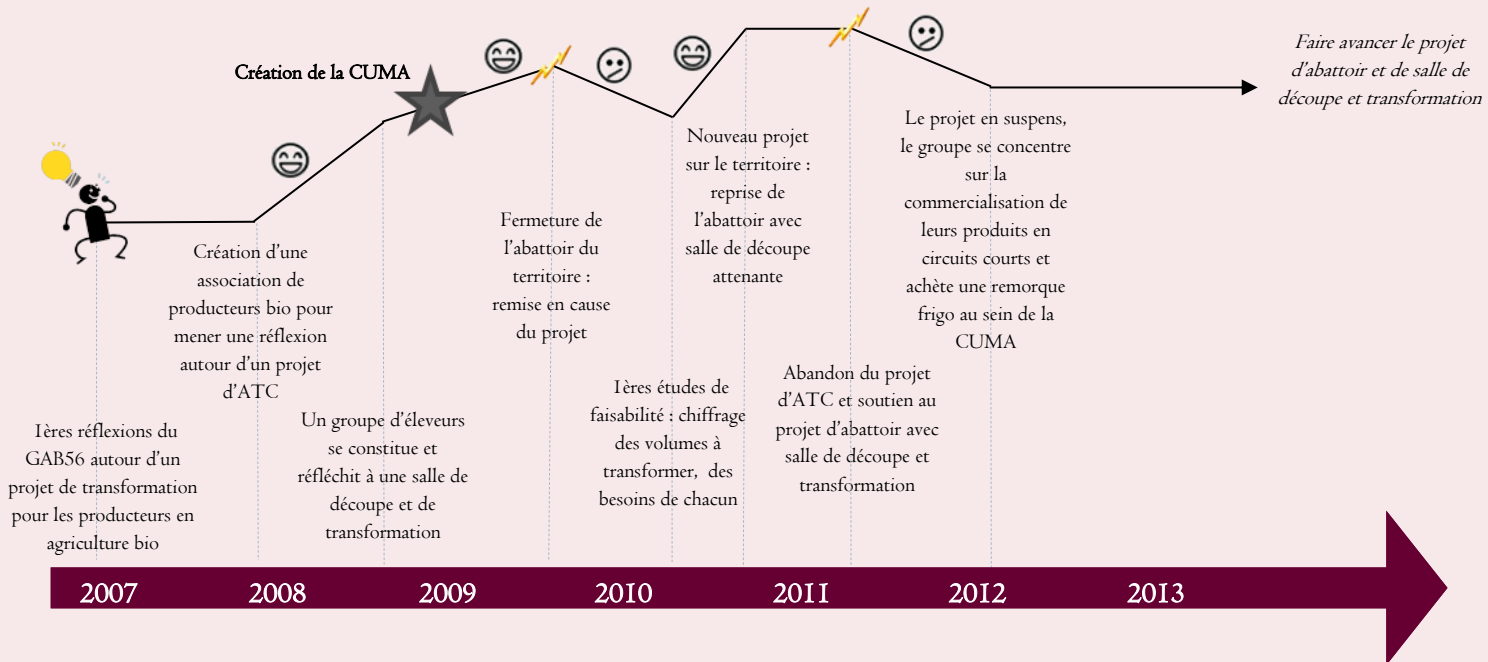 Création de la CUMA
Faire avancer le projet
d'abattoir et de salle de
découpe et transformation
1ères réflexions du
GAB56 autour d'un
projet de transformation
pour les producteurs en
agriculture bio
Création d'une
association de
producteurs bio pour
mener une réflexion
autour d'un projet
d'ATC
Un groupe d'éleveurs
se constitue et
réfléchit à une salle de
découpe et de
transformation
Fermeture de
l'abattoir du
territoire :
remise en cause
du projet
1ères études de
faisabilité : chiffrage
des volumes à
transformer, des
besoins de chacun
Nouveau projet
sur le territoire :
reprise de
l'abattoir avec
salle de découpe
attenante
Abandon du projet
d'ATC et soutien au
projet d'abattoir avec
salle de découpe et
transformation
Le projet en suspens,
le groupe se concentre
sur la
commercialisation de
leurs produits en
circuits courts et
achète une remorque
frigo au sein de la
CUMA
2007 2008 2009 2010 2011 2012 2013